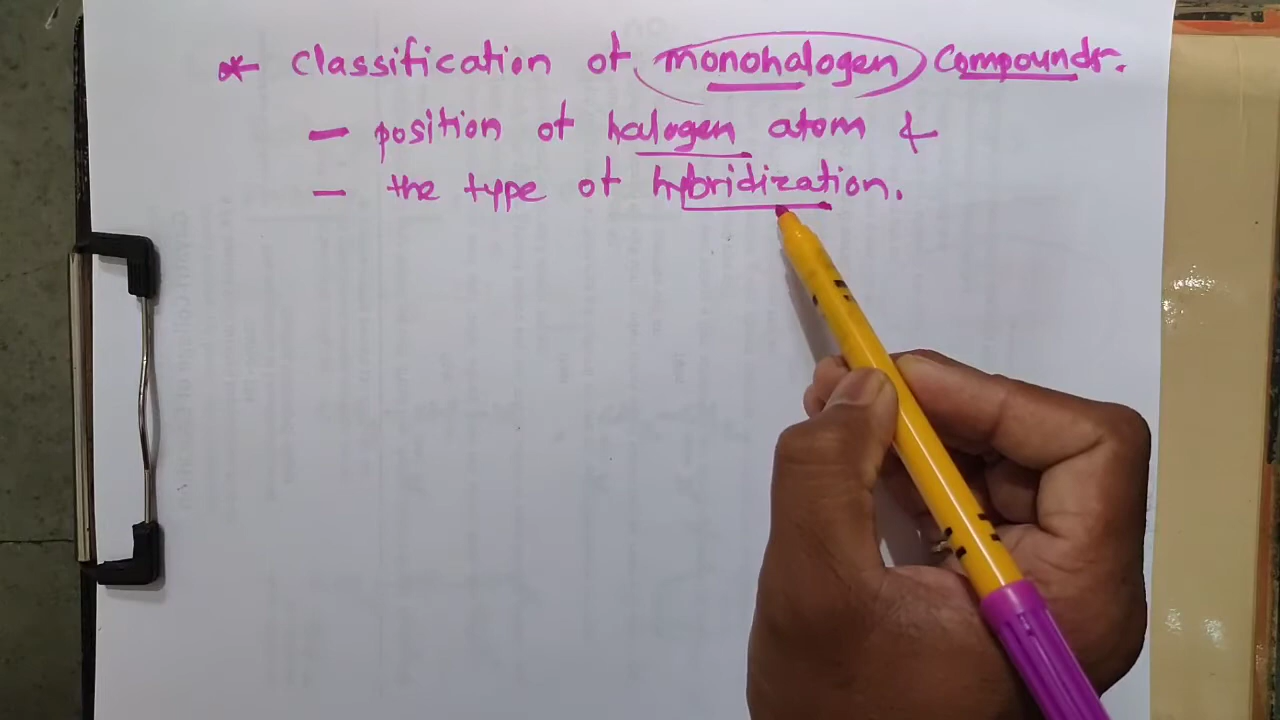 * classification of monohalogen compounds.
- position of halogen atom &
- the type of hybridization.